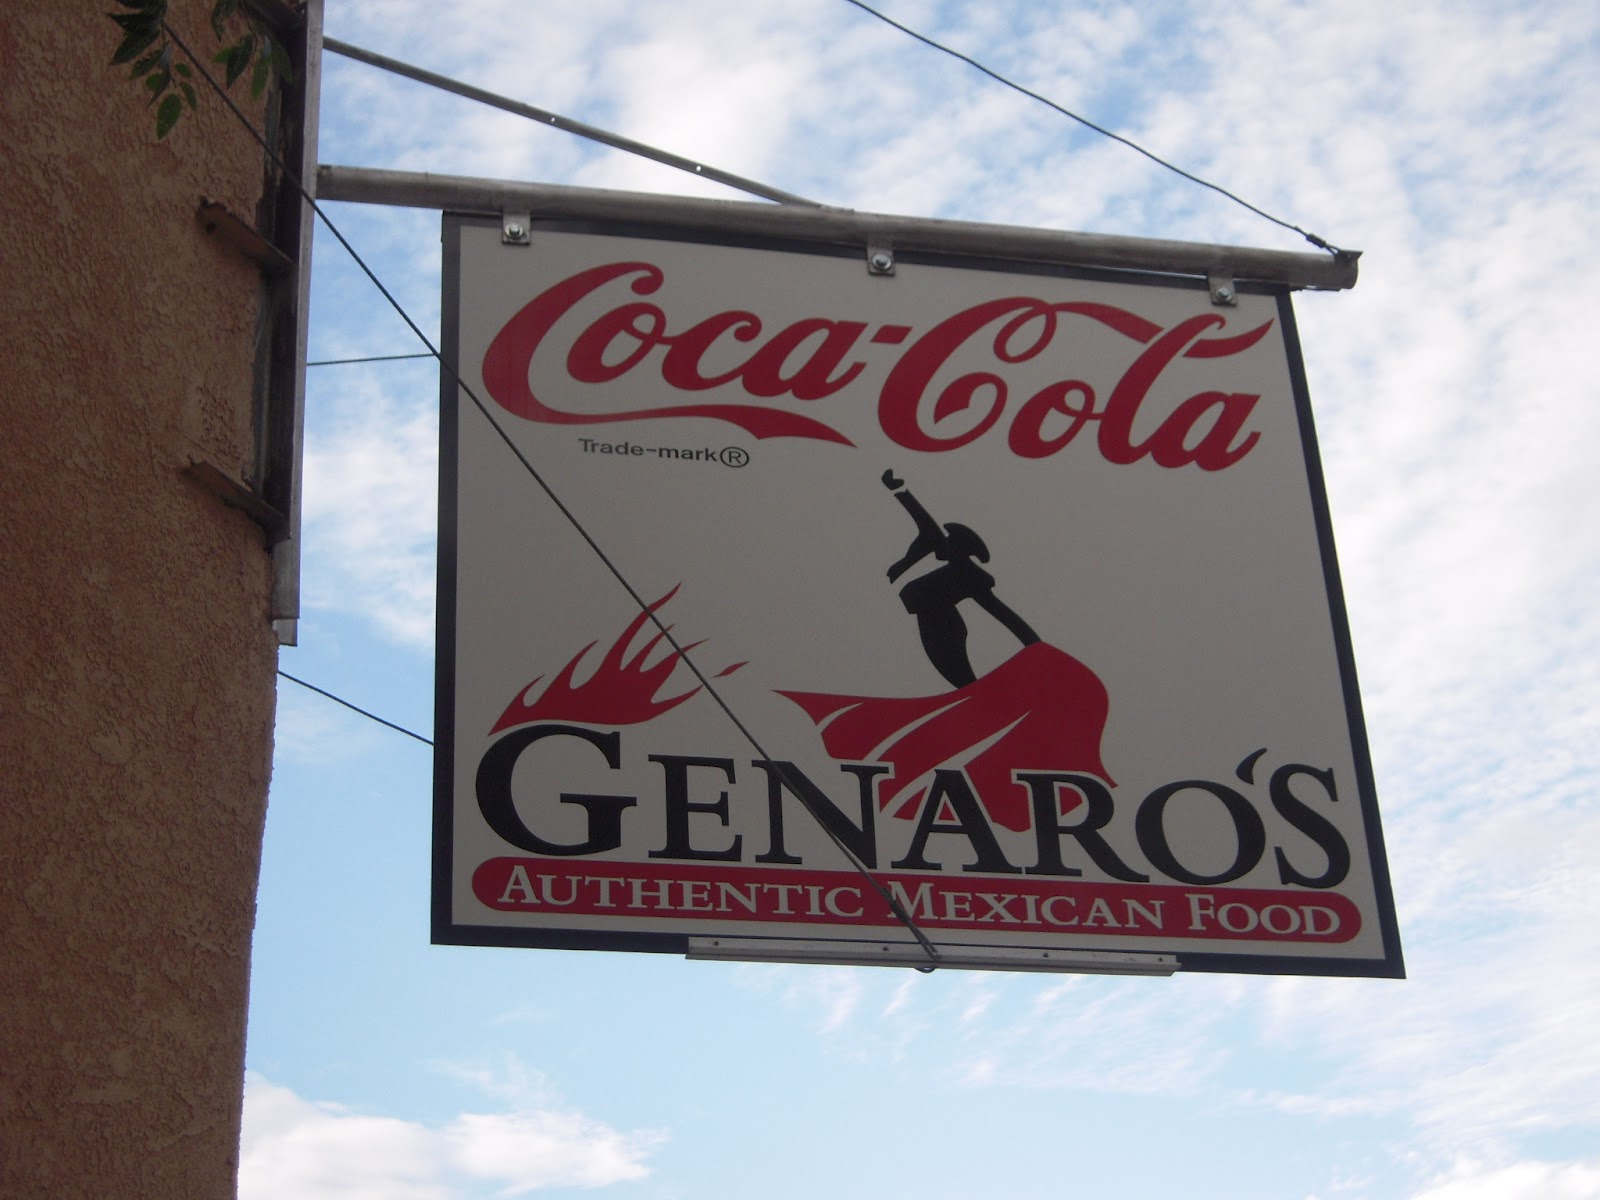 Coca-Cola
Trade-mark®
GENARO'S
AUTHENTIC MEXICAN FOOD